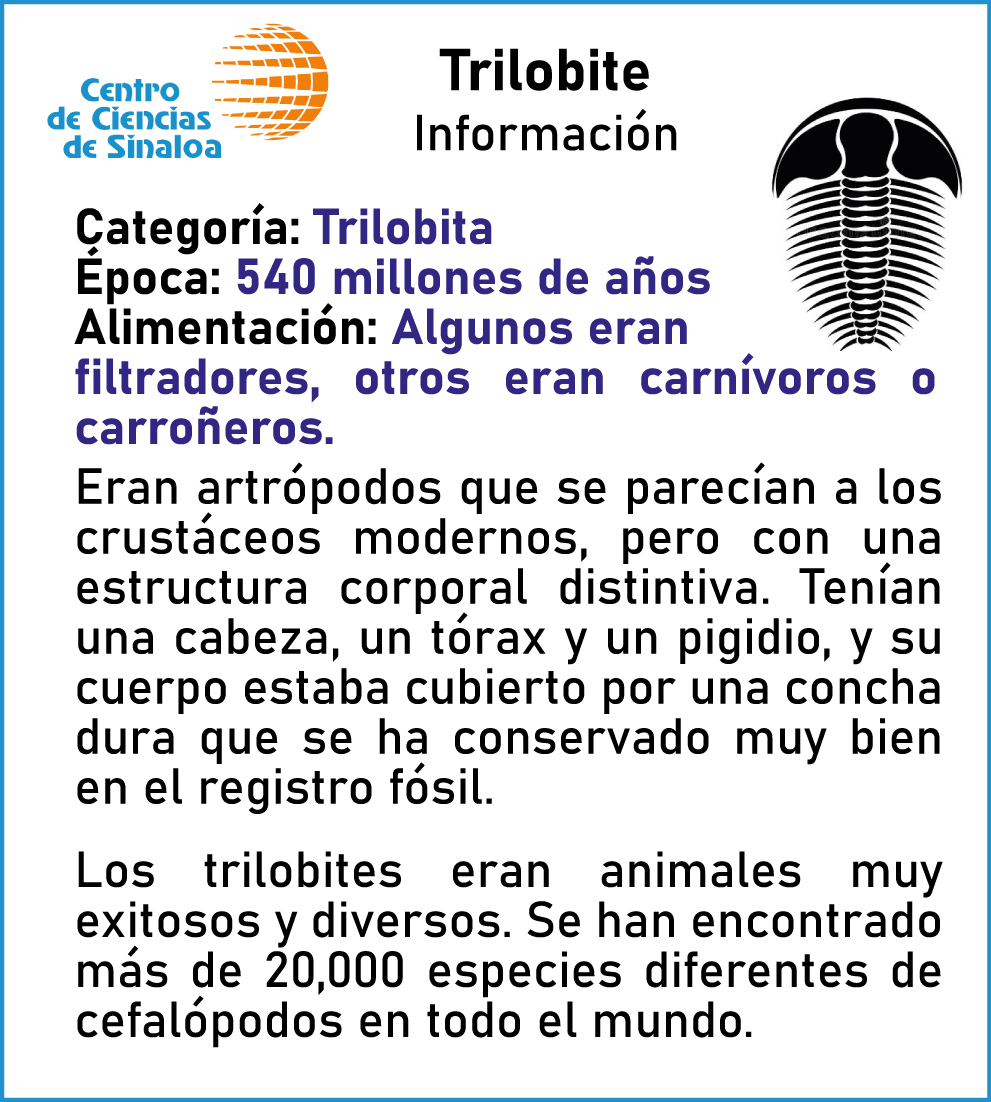 Centro
de Ciencias
de Sinaloa
Trilobite
Información
Categoría: Trilobita
Época: 540 millones de años
Alimentación: Algunos eran
filtradores, otros eran carnívoros o
carroñeros.
Eran artrópodos que se parecían a los
crustáceos modernos, pero con una
estructura corporal distintiva. Tenían
una cabeza, un tórax y un pigidio, y su
cuerpo estaba cubierto por una concha
dura que se ha conservado muy bien
en el registro fósil.
Los trilobites eran animales muy
exitosos y diversos. Se han encontrado
más de 20,000 especies diferentes de
cefalópodos en todo el mundo.